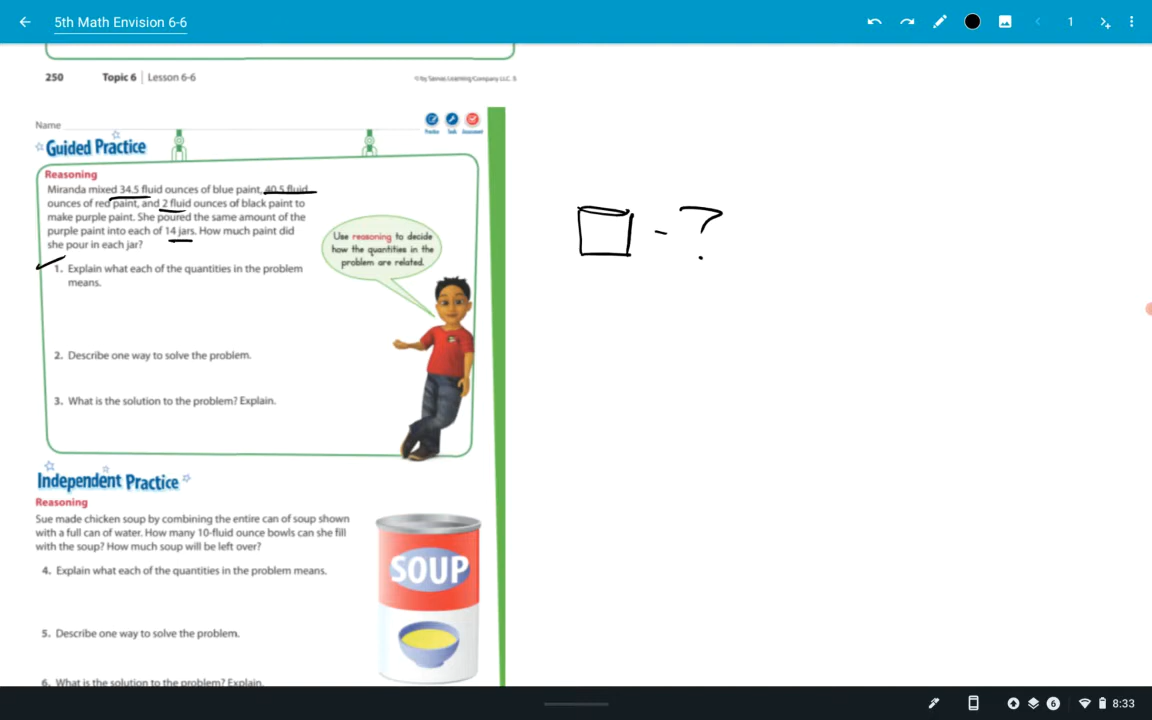 5th Math Envision 6-6
1
250 Topic 6 | Lesson 6-6
Name
Practice Tools Assessment
Guided Practice
Reasoning
Miranda mixed 34.5 fluid ounces of blue paint, 40.5 fluid
ounces of red paint, and 2 fluid ounces of black paint to
make purple paint. She poured the same amount of the
purple paint into each of 14 jars. How much paint did
she pour in each jar?
Use reasoning to decide
how the quantities in the
problem are related.
1. Explain what each of the quantities in the problem
means.
2. Describe one way to solve the problem.
3. What is the solution to the problem? Explain.
- ?
Independent Practice
Reasoning
Sue made chicken soup by combining the entire can of soup shown
with a full can of water. How many 10-fluid ounce bowls can she fill
with the soup? How much soup will be left over?
4. Explain what each of the quantities in the problem means.
SOUP
5. Describe one way to solve the problem.
6. What is the solution to the problem? Explain.
6
8:33